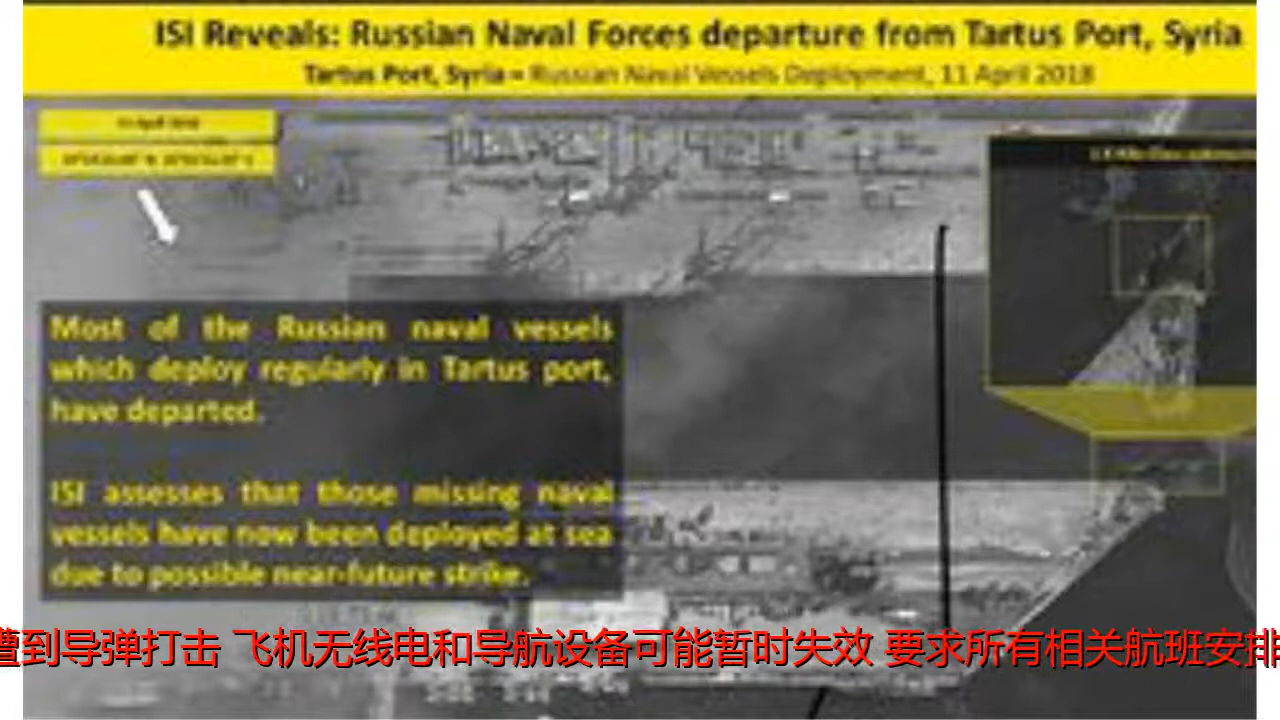 ISI Reveals: Russian Naval Forces departure from Tartus Port, Syria
Tartus Port, Syria – Russian Naval Vessels Deployment, 11 April 2018
Most of the Russian naval vessels
which deploy regularly in Tartus port,
have departed.
ISI assesses that those missing naval
vessels have now been deployed at sea
due to possible near-future strike.
遭到导弹打击 飞机无线电和导航设备可能暂时失效 要求所有相关航班安排